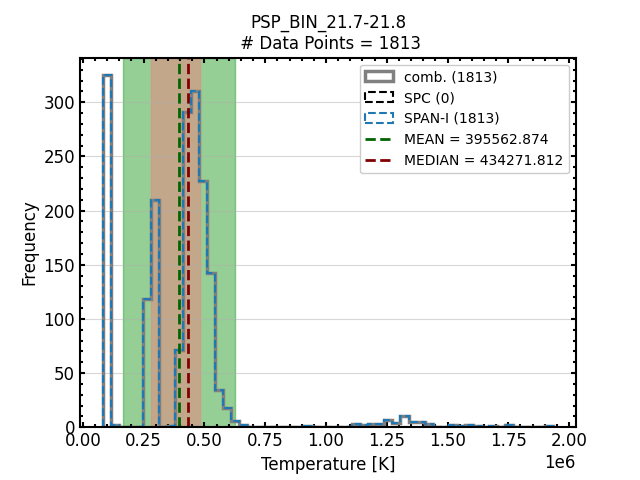 PSP_BIN_21.7-21.8
# Data Points = 1813
comb. (1813)
SPC (0)
SPAN-I (1813)
MEAN = 395562.874
MEDIAN = 434271.812
Frequency
300
250
200
150
100
50
0
0.00 0.25 0.50 0.75 1.00 1.25 1.50 1.75 2.00
1e6
Temperature [K]